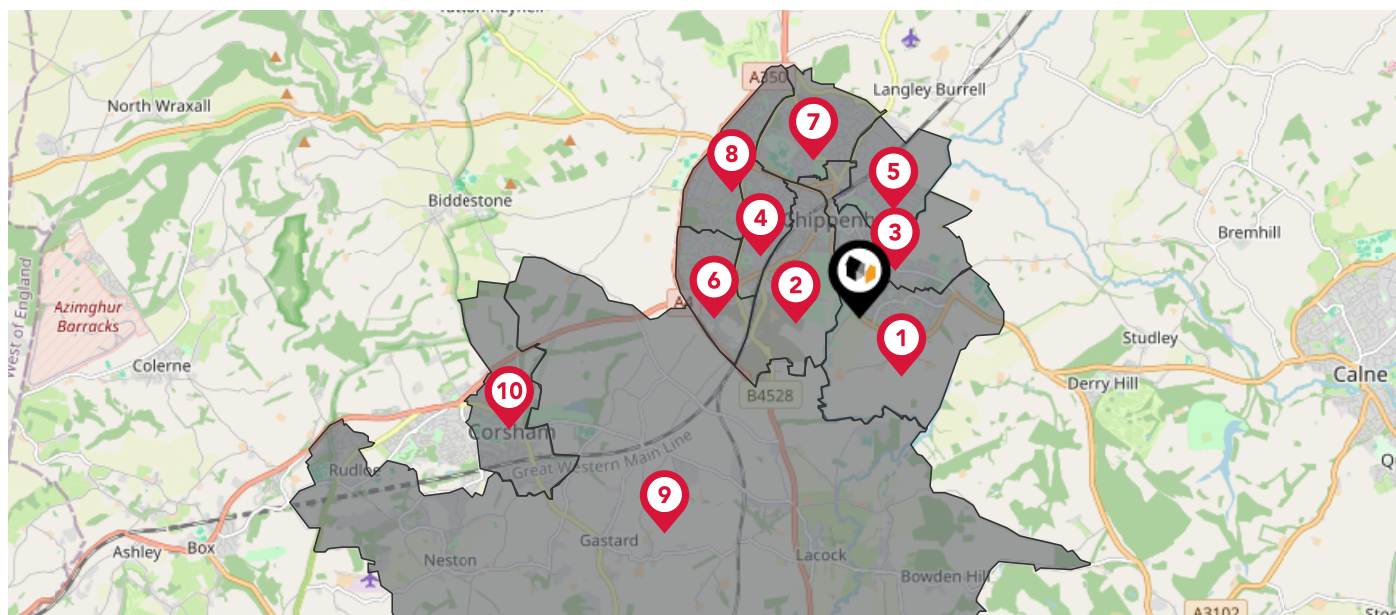 A350
Langley Burrell
North Wraxall
7
8
5
Biddestone
4
Chippenh
3
Bremhill
West of England
6
2
Azimghur
Barracks
A4
1
Studley
Colerne
Calne
Derry Hill
10
B4528
Corsham
Great Western Main Line
Rudloe
9
Ashley
Box
Gastard
Neston
Lacock
Bowden Hill
A3102